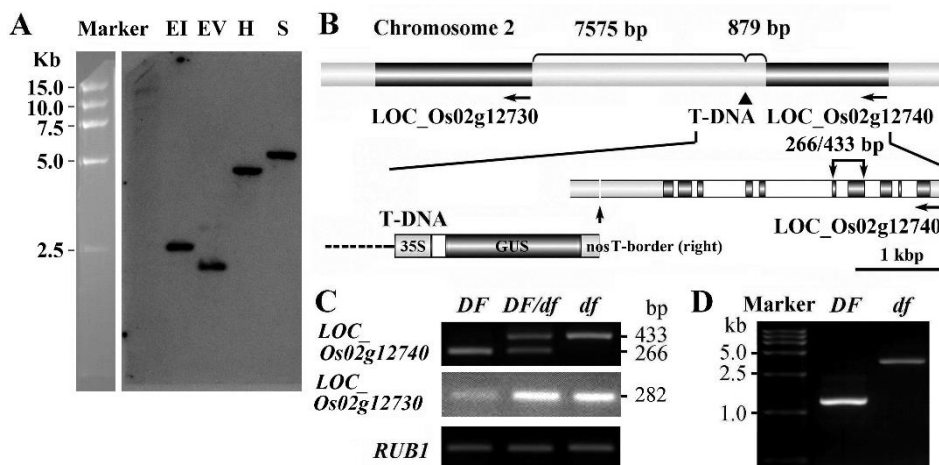 A
Marker EI EV H S
Kb
15.0
10.0
7.5
5.0
2.5
B
Chromosome 2
7575 bp
879 bp
LOC_Os02g12730
T-DNA
LOC_Os02g12740
266/433 bp
T-DNA
35S
GUS
nosT-border (right)
LOC_Os02g12740
1 kbp
C
DF DF/df df bp
LOC_
Os02g12740
433
266
LOC_
Os02g12730
282
RUB1
D
Marker DF df
kb
5.0
2.5
1.0